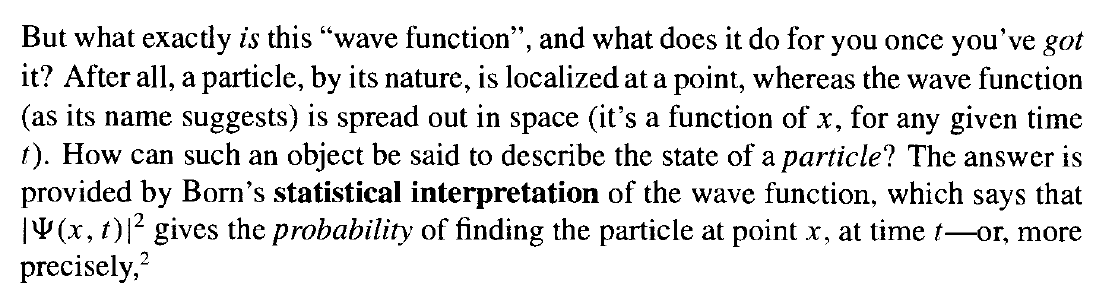 But what exactly is this “wave function”, and what does it do for you once you’ve got
it? After all, a particle, by its nature, is localized at a point, whereas the wave function
(as its name suggests) is spread out in space (it’s a function of x, for any given time
t). How can such an object be said to describe the state of a particle? The answer is
provided by Born’s statistical interpretation of the wave function, which says that
|Ψ(x, t)|² gives the probability of finding the particle at point x, at time t—or, more
precisely,²